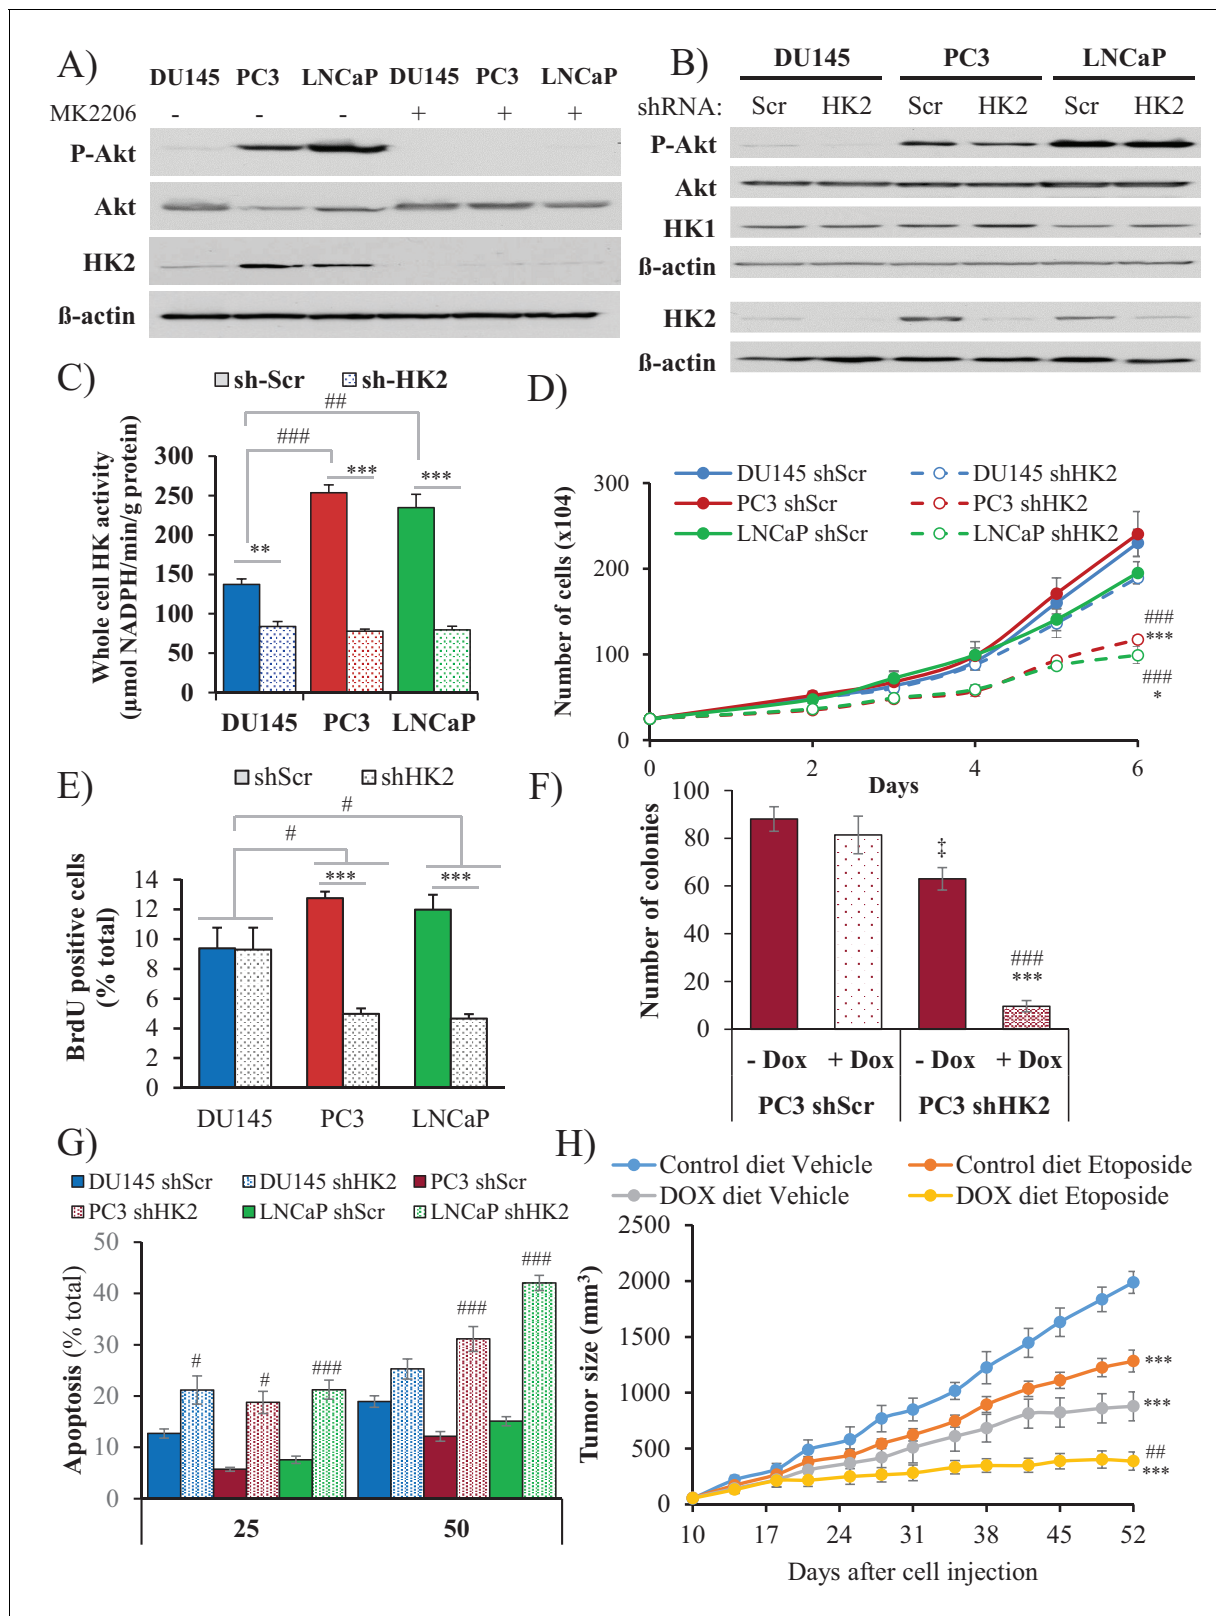 A)
DU145 PC3 LNCaP DU145 PC3 LNCaP
MK2206 - - - + + +
P-Akt
Akt
HK2
ß-actin
B)
DU145 PC3 LNCaP
shRNA: Scr HK2 Scr HK2 Scr HK2
P-Akt
Akt
HK1
ß-actin
HK2
ß-actin
C)
sh-Scr sh-HK2
##
###
*** ***
**
Whole cell HK activity
(µmol NADPH/min/g protein)
300
250
200
150
100
50
0
DU145 PC3 LNCaP
D)
DU145 shScr DU145 shHK2
PC3 shScr PC3 shHK2
LNCaP shScr LNCaP shHK2
Number of cells (x104)
300
200
100
0
###
***
###
*
0 2 4 6
Days
E)
shScr shHK2
#
#
*** ***
BrdU positive cells
(% total)
14
12
10
8
6
4
2
0
DU145 PC3 LNCaP
F)
Number of colonies
100
80
60
40
20
0
‡
###
***
- Dox + Dox - Dox + Dox
PC3 shScr PC3 shHK2
G)
DU145 shScr DU145 shHK2 PC3 shScr
PC3 shHK2 LNCaP shScr LNCaP shHK2
Apoptosis (% total)
50
40
30
20
10
0
# # ### ### ###
25 50
H)
Control diet Vehicle Control diet Etoposide
DOX diet Vehicle DOX diet Etoposide
Tumor size (mm³)
2500
2000
1500
1000
500
0
***
***
##
***
10 17 24 31 38 45 52
Days after cell injection